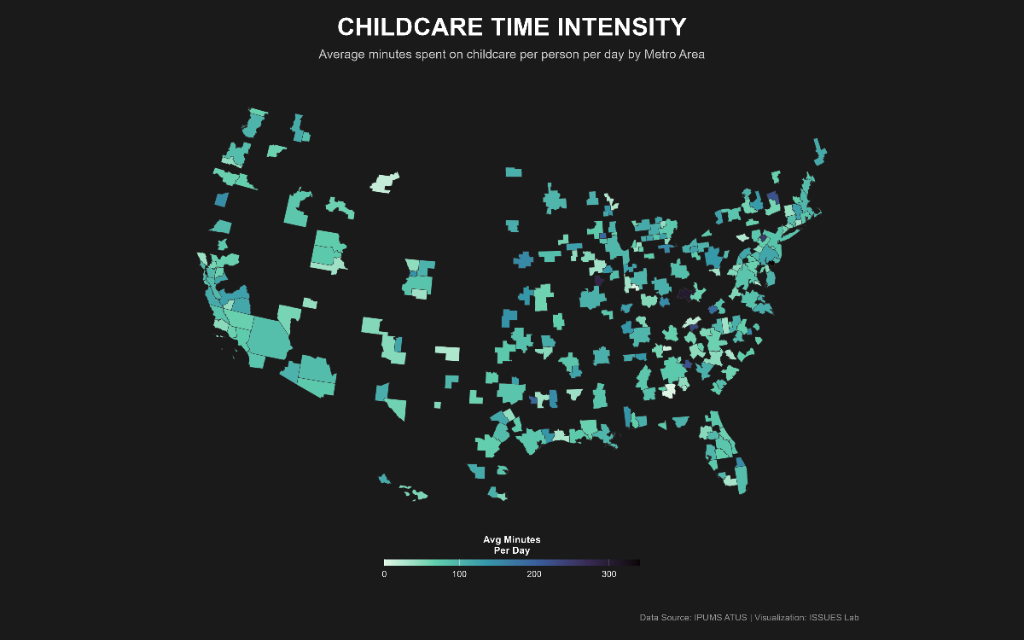 CHILDCARE TIME INTENSITY
Average minutes spent on childcare per person per day by Metro Area
Avg Minutes
Per Day
0 100 200 300
Data Source: IPUMS ATUS | Visualization: ISSUES Lab